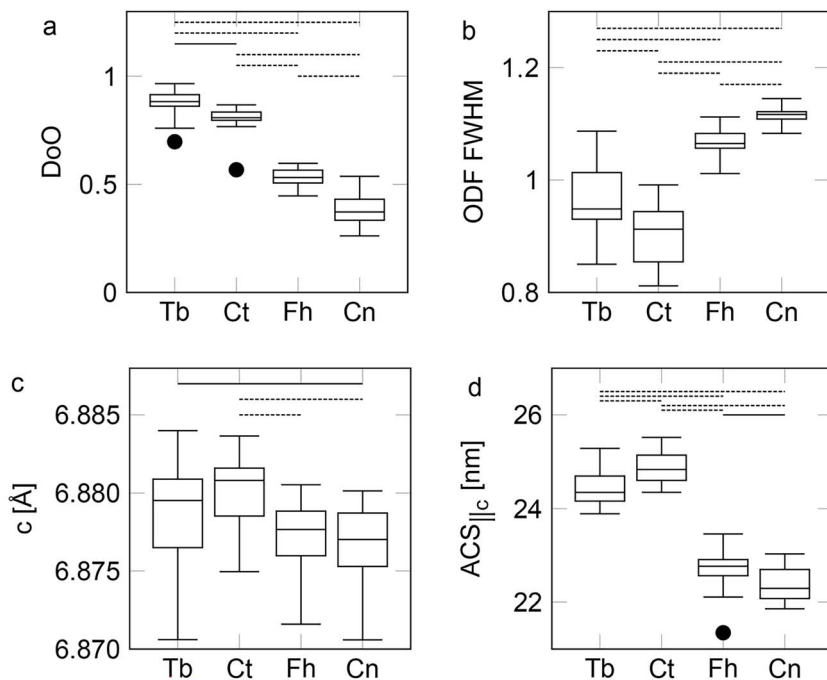 a
DoO
1
0.5
0
Tb Ct Fh Cn
b
ODF FWHM
1.2
1
0.8
Tb Ct Fh Cn
c
c [Å]
6.885
6.880
6.875
6.870
Tb Ct Fh Cn
d
ACS||c [nm]
26
24
22
Tb Ct Fh Cn